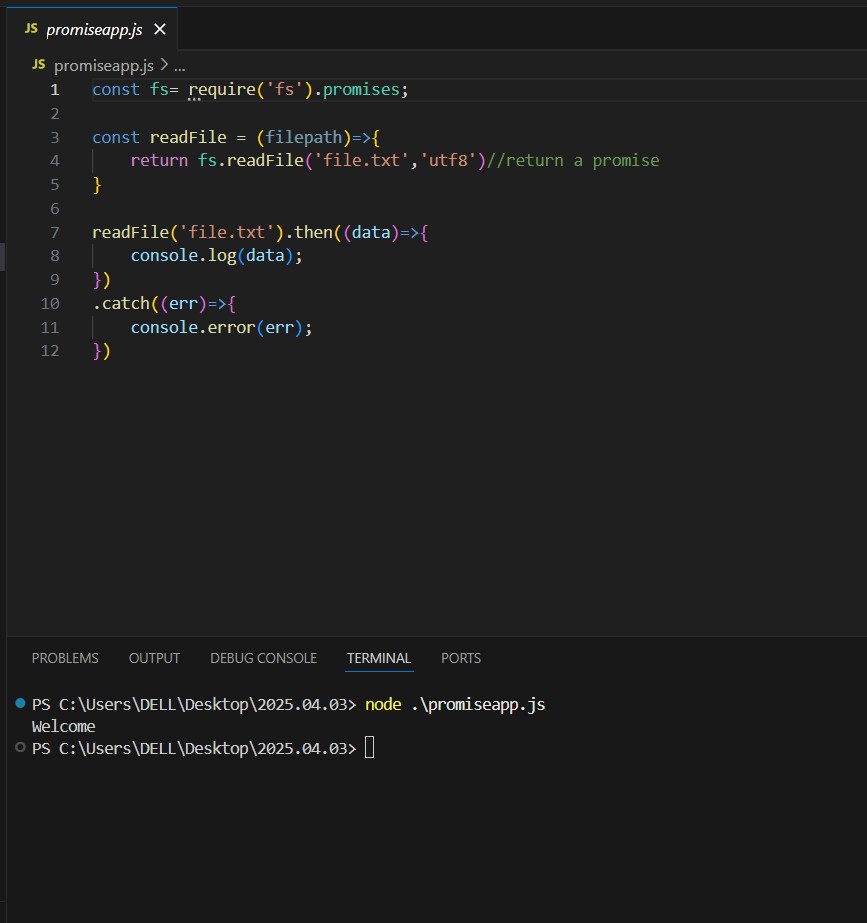 JS promiseapp.js ×
JS promiseapp.js > ...
1 const fs= require('fs').promises;
2
3 const readFile = (filepath)=>{
4 return fs.readFile('file.txt','utf8')//return a promise
5 }
6
7 readFile('file.txt').then((data)=>{
8 console.log(data);
9 })
10 .catch((err)=>{
11 console.error(err);
12 })
PROBLEMS OUTPUT DEBUG CONSOLE TERMINAL PORTS
PS C:\Users\DELL\Desktop\2025.04.03> node .\promiseapp.js
Welcome
PS C:\Users\DELL\Desktop\2025.04.03>